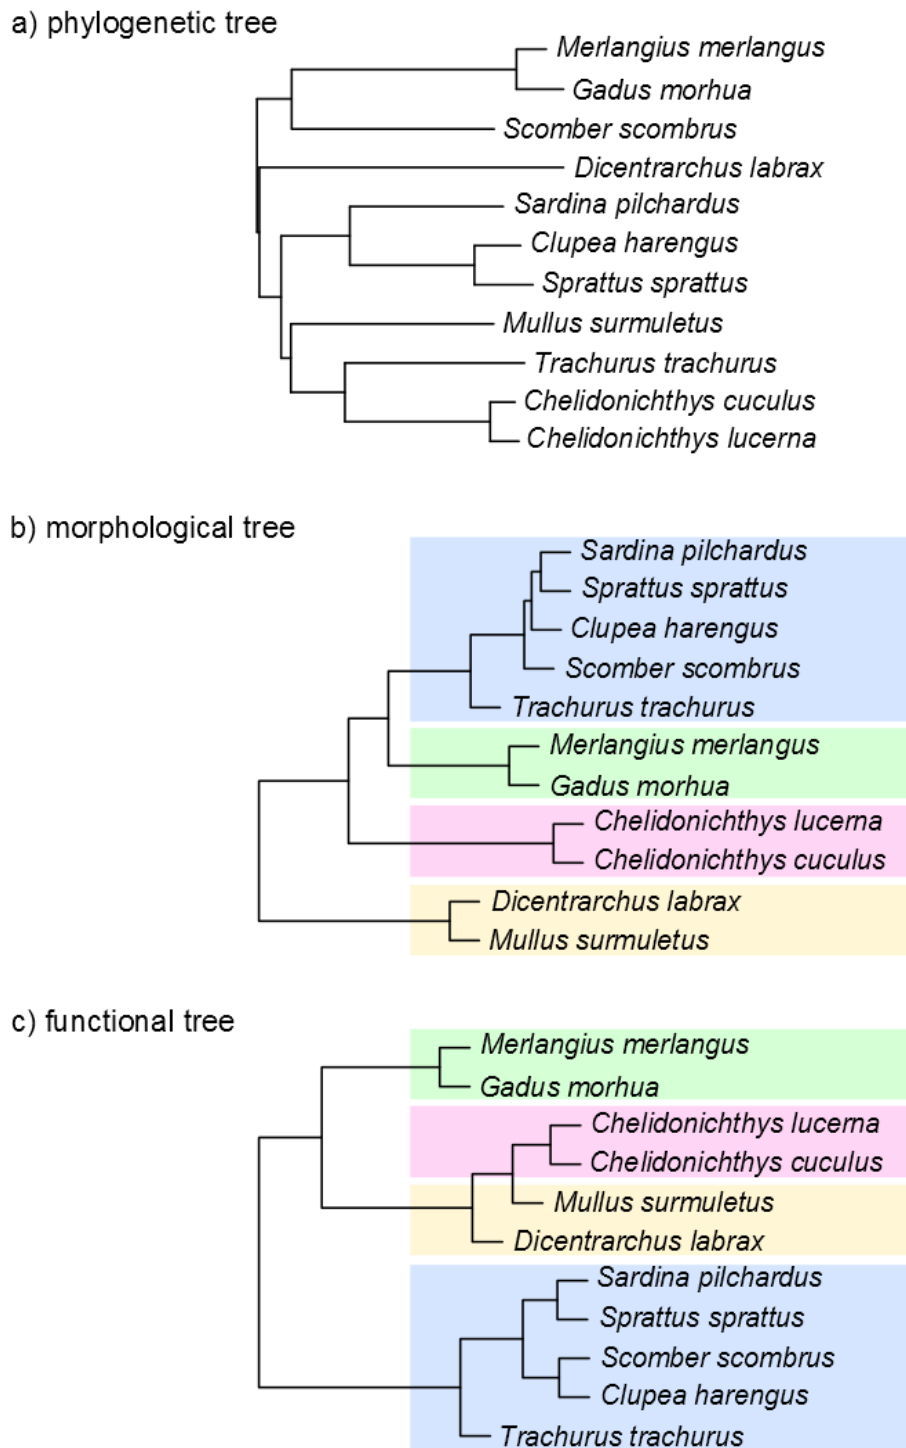 a) phylogenetic tree
Merlangius merlangus
Gadus morhua
Scomber scombrus
Dicentrarchus labrax
Sardina pilchardus
Clupea harengus
Sprattus sprattus
Mullus surmuletus
Trachurus trachurus
Chelidonichthys cuculus
Chelidonichthys lucerna
b) morphological tree
Sardina pilchardus
Sprattus sprattus
Clupea harengus
Scomber scombrus
Trachurus trachurus
Merlangius merlangus
Gadus morhua
Chelidonichthys lucerna
Chelidonichthys cuculus
Dicentrarchus labrax
Mullus surmuletus
c) functional tree
Merlangius merlangus
Gadus morhua
Chelidonichthys lucerna
Chelidonichthys cuculus
Mullus surmuletus
Dicentrarchus labrax
Sardina pilchardus
Sprattus sprattus
Scomber scombrus
Clupea harengus
Trachurus trachurus